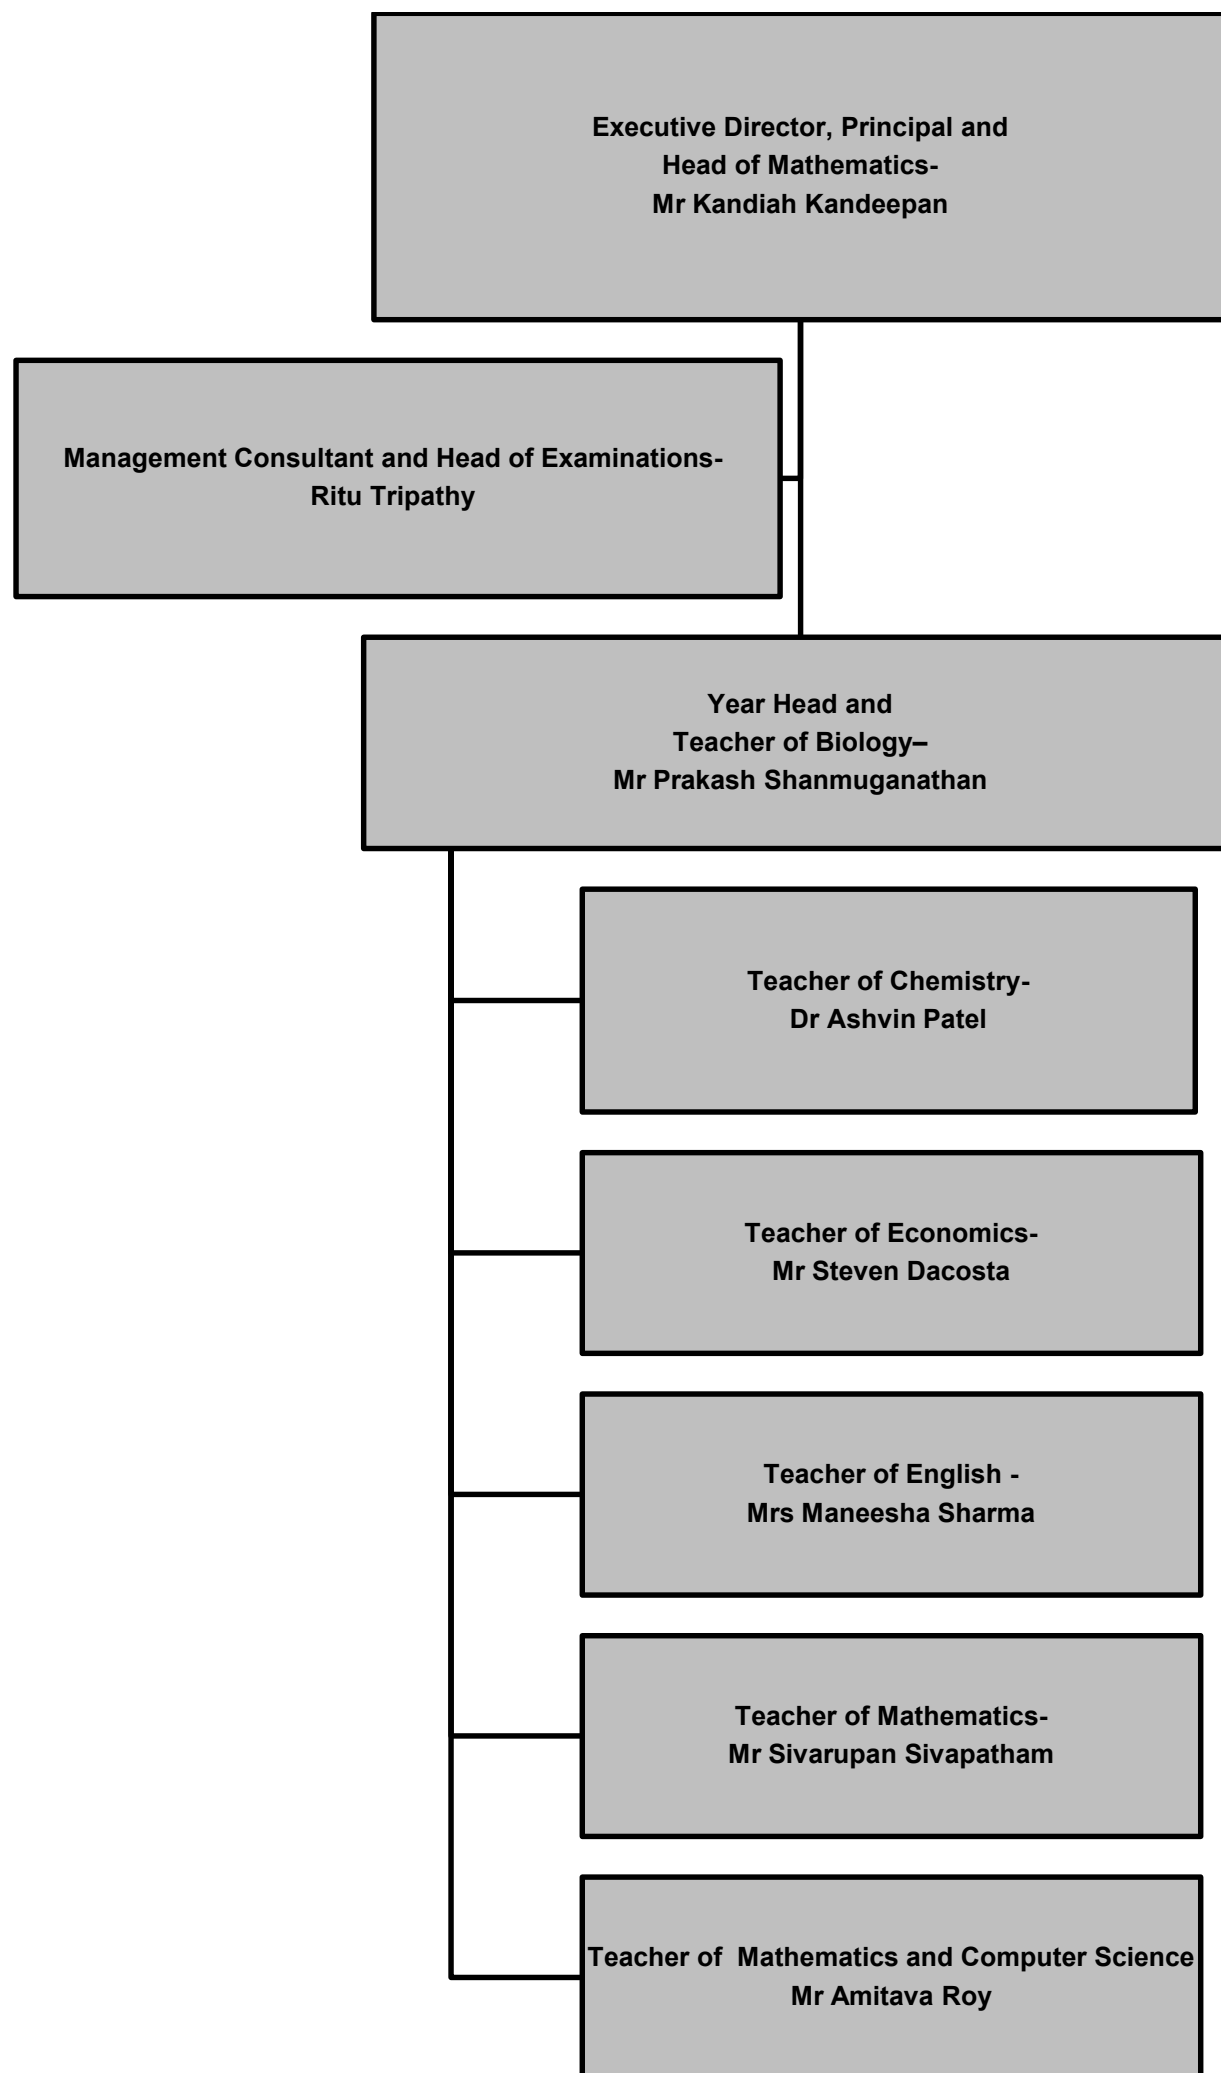 Executive Director, Principal and
Head of Mathematics-
Mr Kandiah Kandeepan
Management Consultant and Head of Examinations-
Ritu Tripathy
Year Head and
Teacher of Biology–
Mr Prakash Shanmuganathan
Teacher of Chemistry-
Dr Ashvin Patel
Teacher of Economics-
Mr Steven Dacosta
Teacher of English -
Mrs Maneesha Sharma
Teacher of Mathematics-
Mr Sivarupan Sivapatham
Teacher of  Mathematics and Computer Science
Mr Amitava Roy